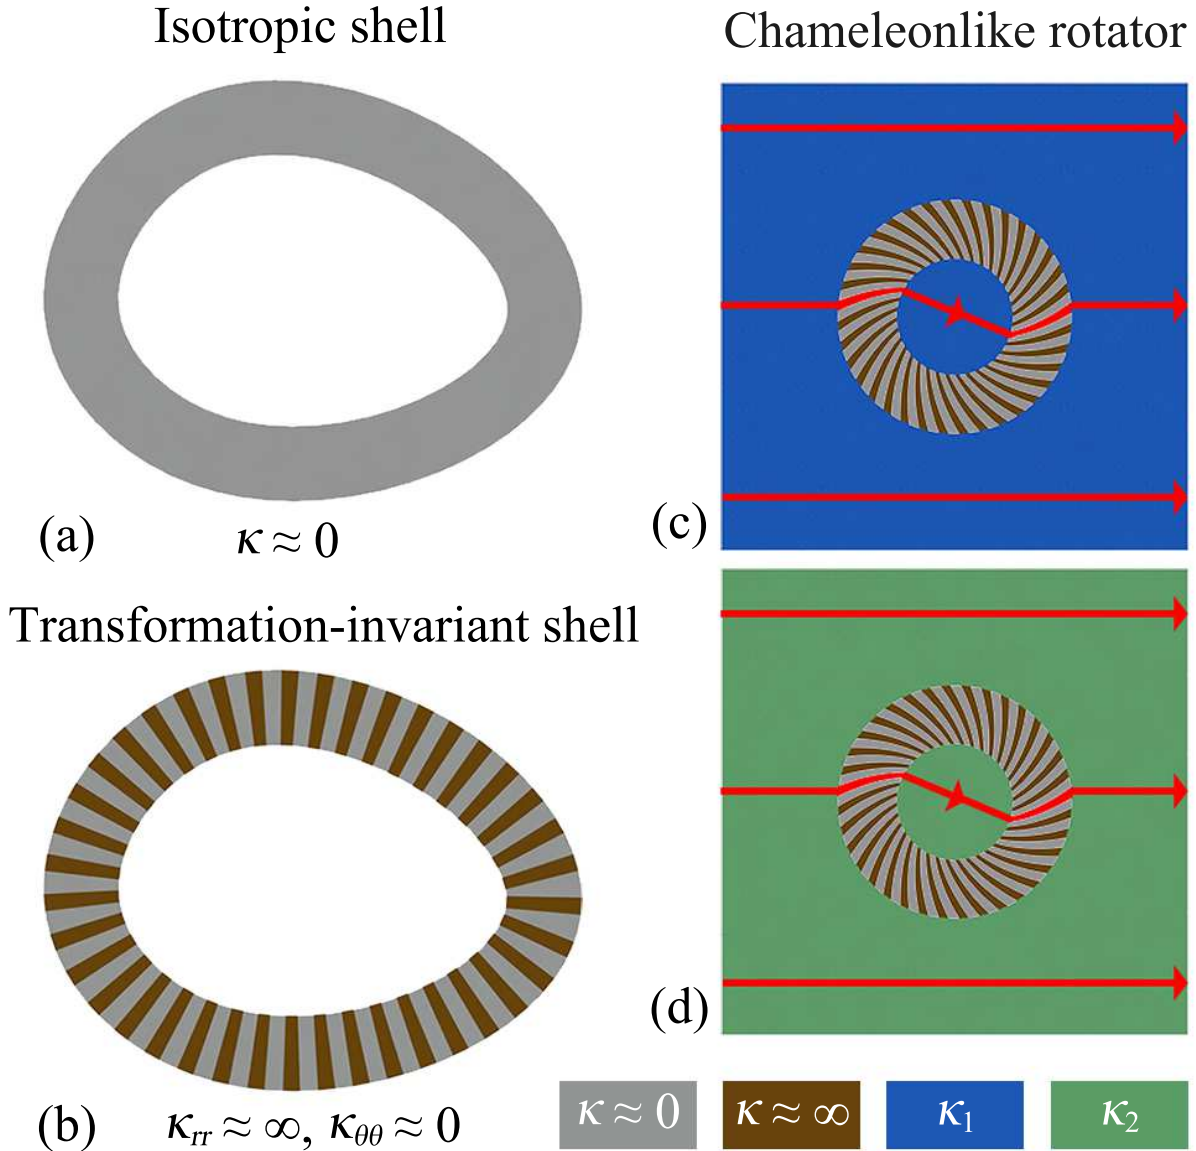 Isotropic shell
Chameleonlike rotator
(a)
κ ≈ 0
(c)
Transformation-invariant shell
(b)
κrr ≈ ∞, κθθ ≈ 0
(d)
κ ≈ 0
κ ≈ ∞
κ1
κ2